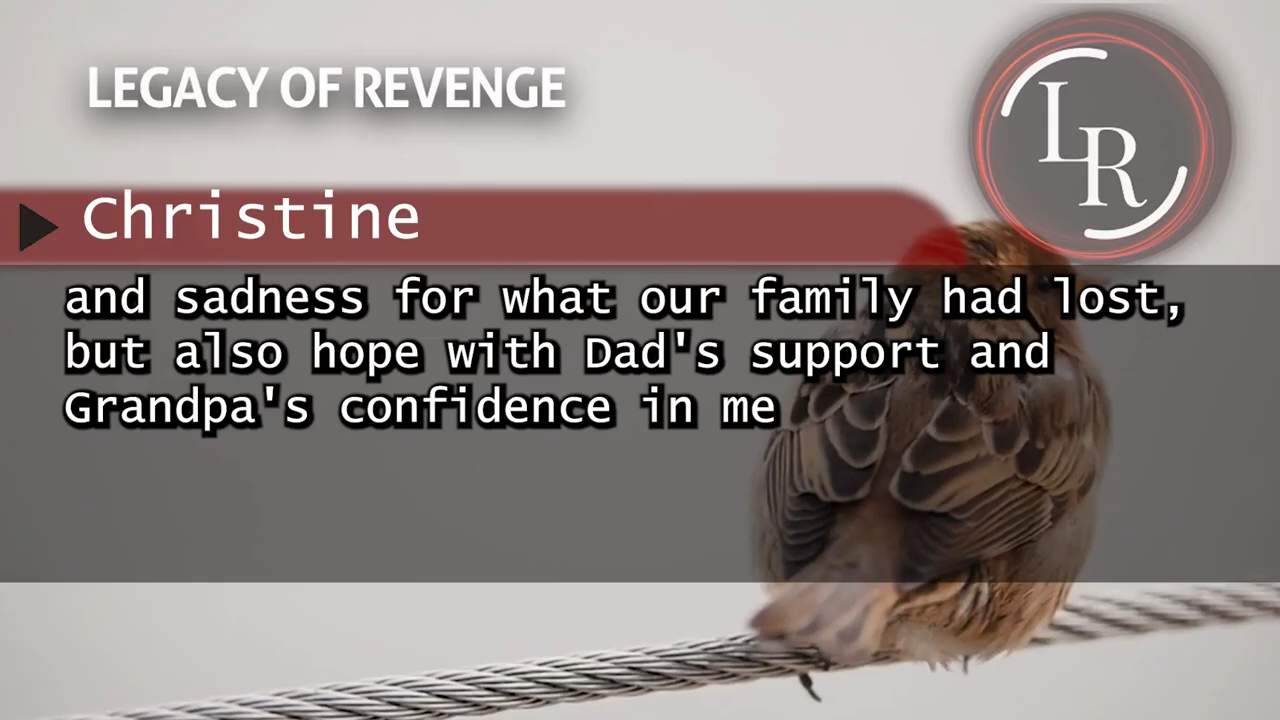 LEGACY OF REVENGE
LR
Christine
and sadness for what our family had lost,
but also hope with Dad's support and
Grandpa's confidence in me